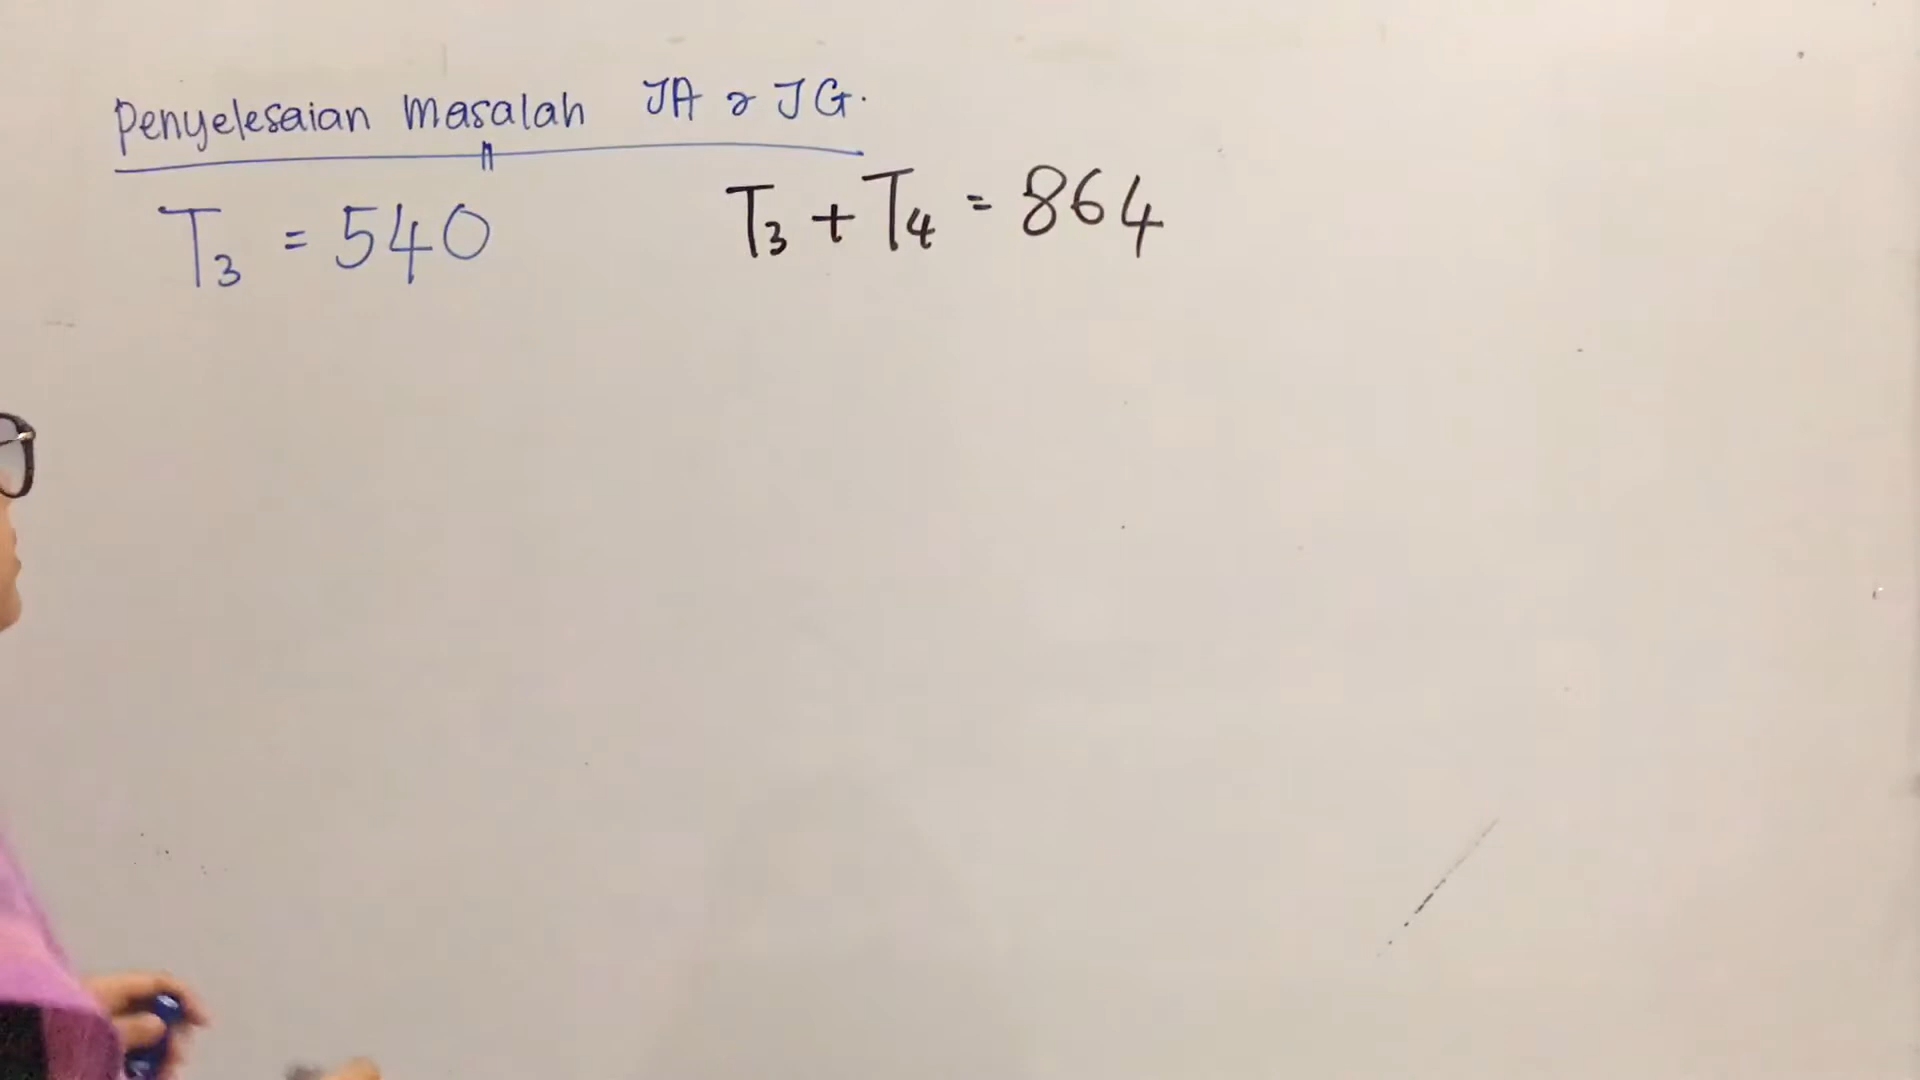 Penyelesaian Masalah JA & JG.
T₃ = 540
T₃ + T₄ = 864